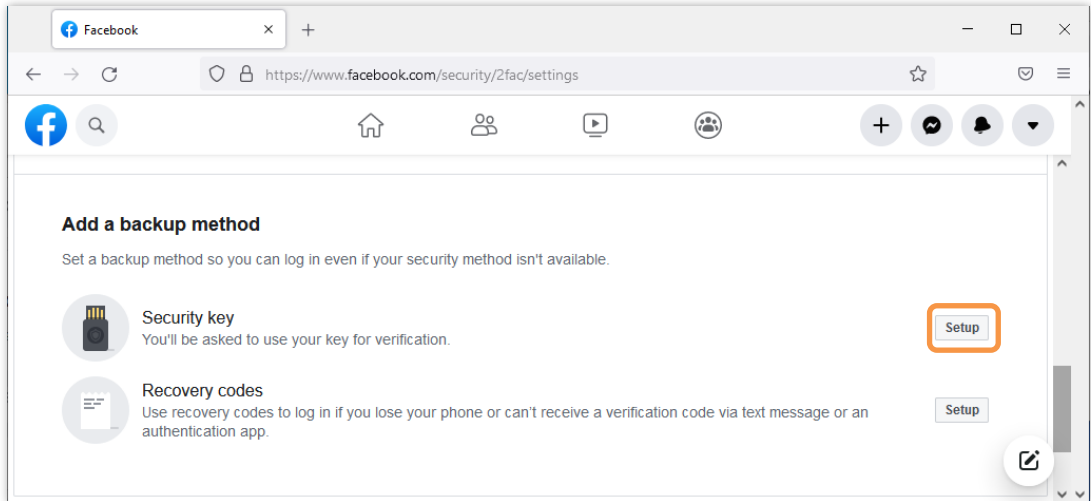 Facebook
https://www.facebook.com/security/2fac/settings
Add a backup method
Set a backup method so you can log in even if your security method isn't available.
Security key
You'll be asked to use your key for verification.
Setup
Recovery codes
Use recovery codes to log in if you lose your phone or can't receive a verification code via text message or an
authentication app.
Setup